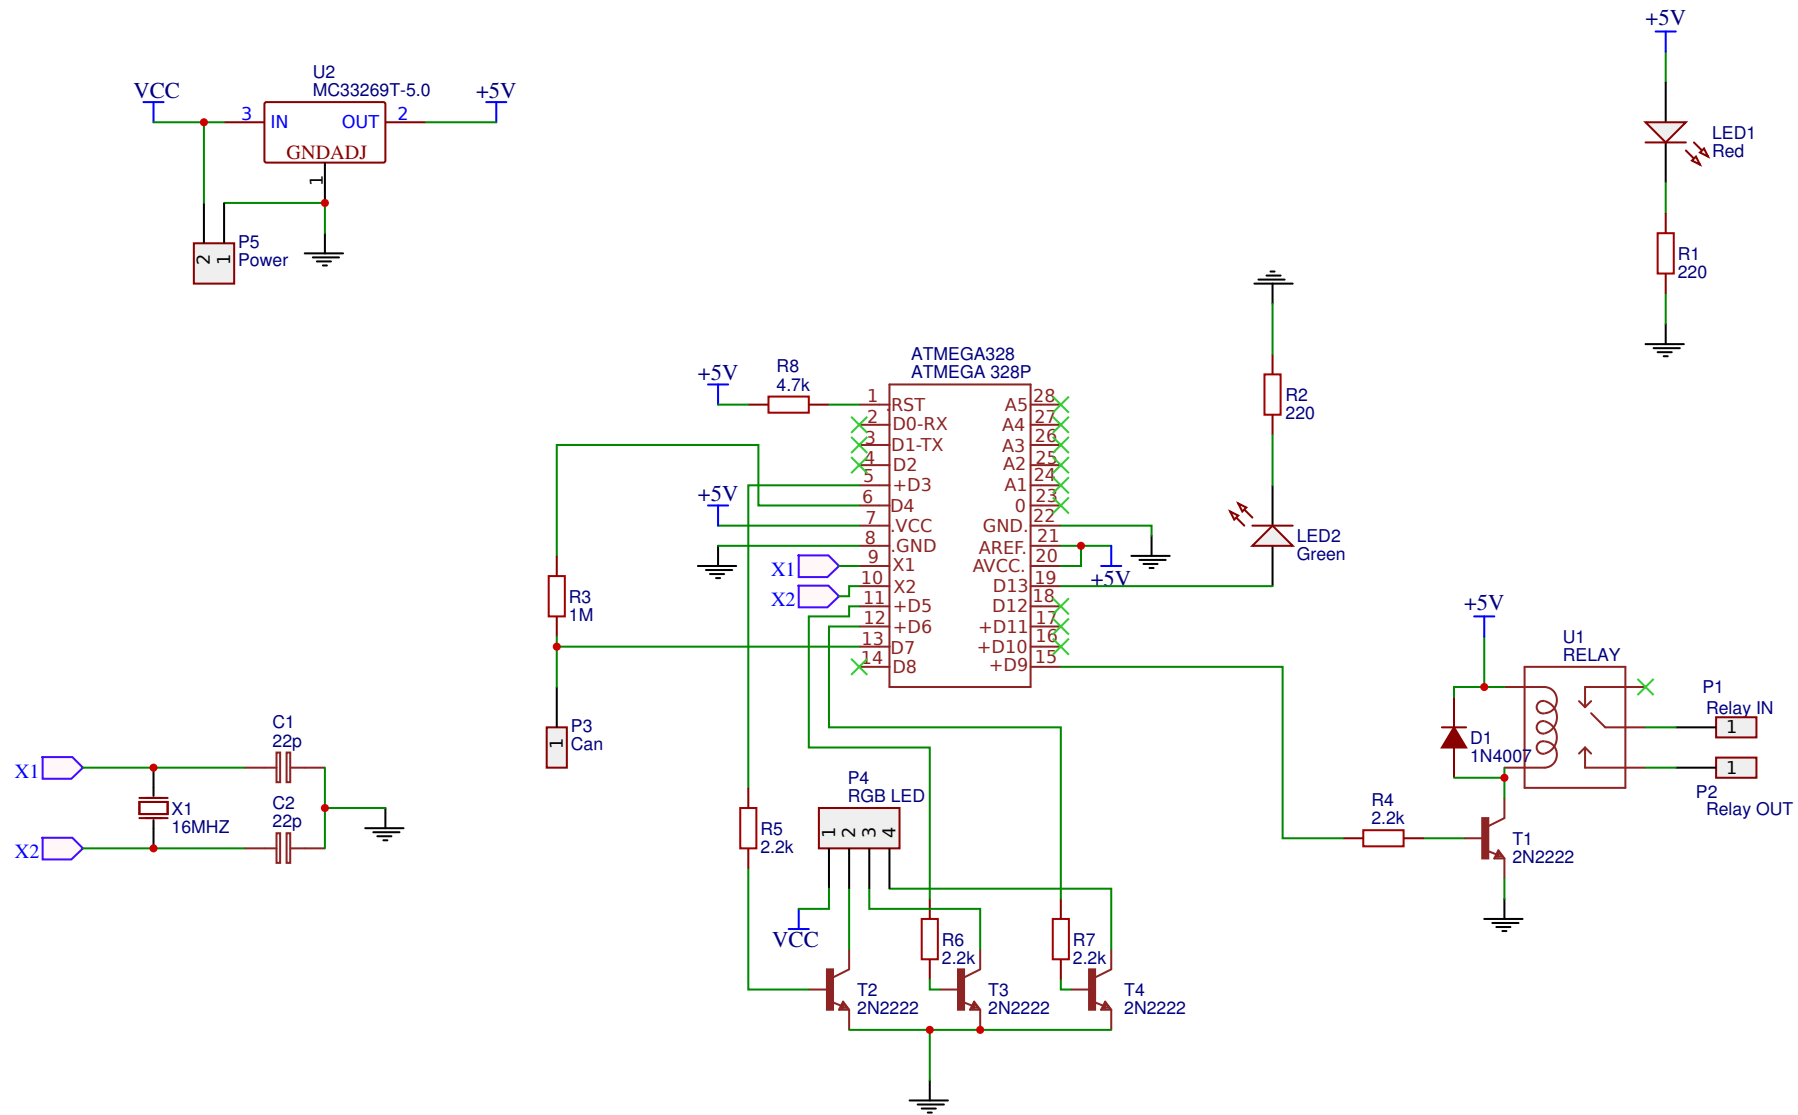 +5V
LED1
Red
R1
220
U2
MC33269T-5.0
VCC
3
IN
OUT
2
+5V
GNDADJ
1
P5
Power
2
1
ATMEGA328
ATMEGA 328P
+5V
R8
4.7k
1
.RST
2
D0-RX
3
D1-TX
4
D2
5
+D3
6
D4
+5V
7
.VCC
8
.GND
X1
9
X1
X2
10
X2
11
+D5
12
+D6
13
D7
14
D8
A5
28
A4
27
A3
26
A2
25
A1
24
0
23
GND.
22
AREF.
21
AVCC.
20
+5V
D13
19
D12
18
+D11
17
+D10
16
+D9
15
R2
220
LED2
Green
R3
1M
P3
Can
1
C1
22p
X1
X1
16MHZ
C2
22p
X2
P4
RGB LED
1
2
3
4
R5
2.2k
VCC
R6
2.2k
R7
2.2k
T2
2N2222
T3
2N2222
T4
2N2222
+5V
U1
RELAY
D1
1N4007
P1
Relay IN
1
1
P2
Relay OUT
R4
2.2k
T1
2N2222